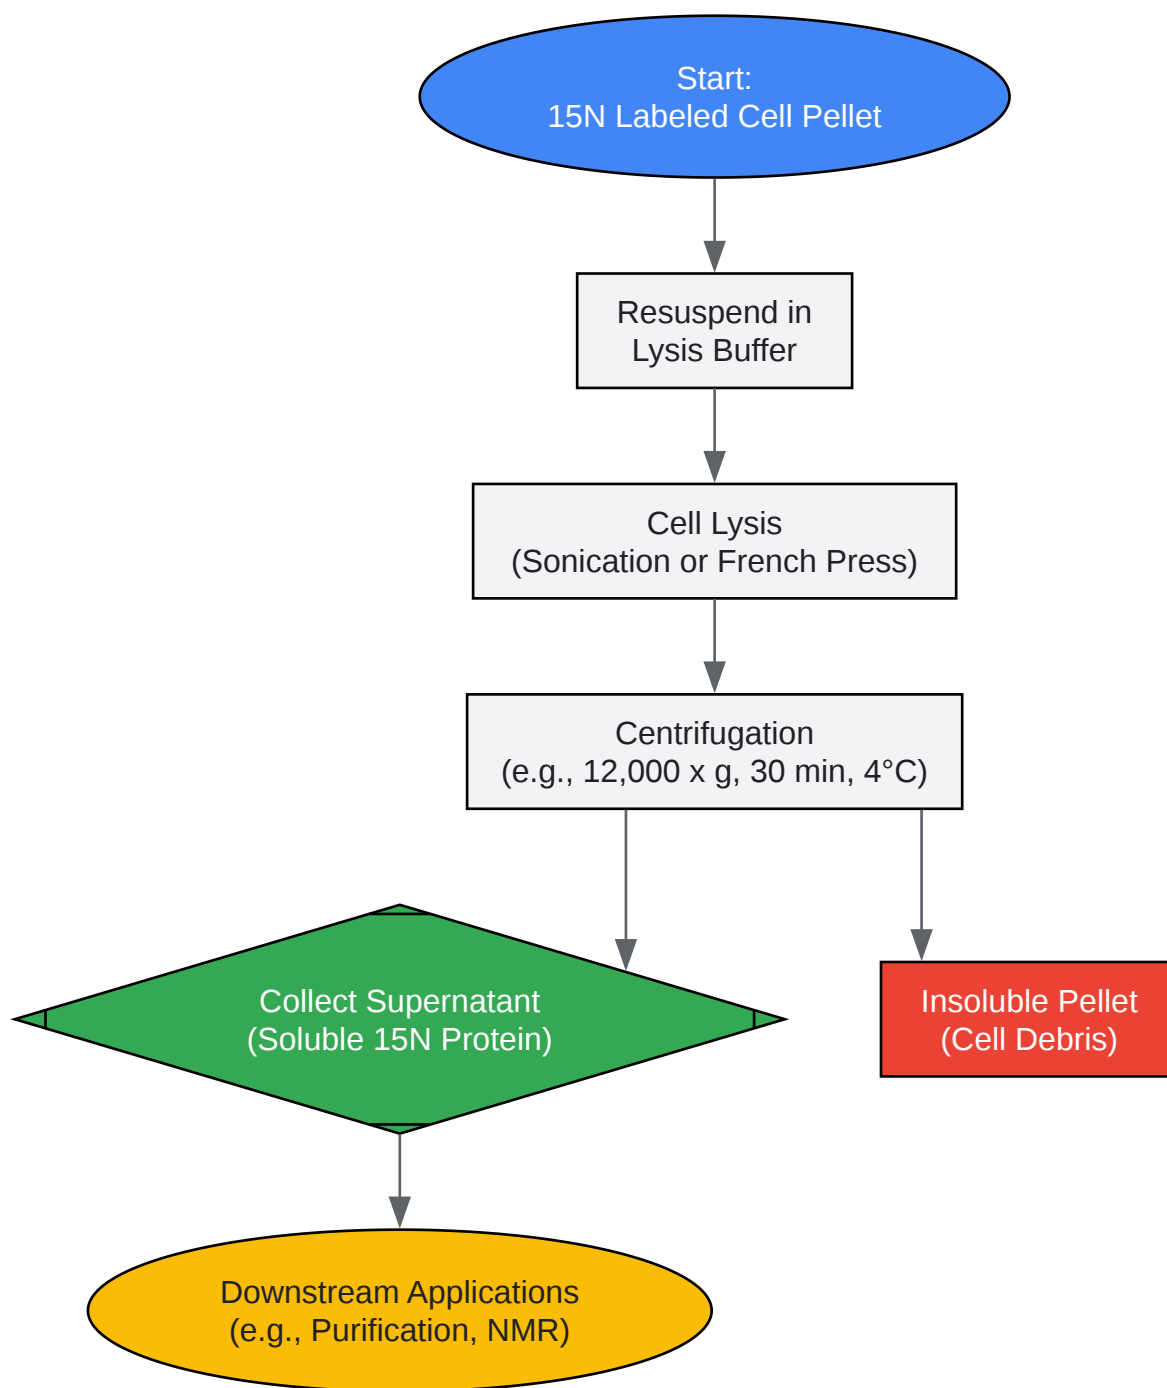 Start:
15N Labeled Cell Pellet
Resuspend in
Lysis Buffer
Cell Lysis
(Sonication or French Press)
Centrifugation
(e.g., 12,000 x g, 30 min, 4°C)
Collect Supernatant
(Soluble 15N Protein)
Insoluble Pellet
(Cell Debris)
Downstream Applications
(e.g., Purification, NMR)